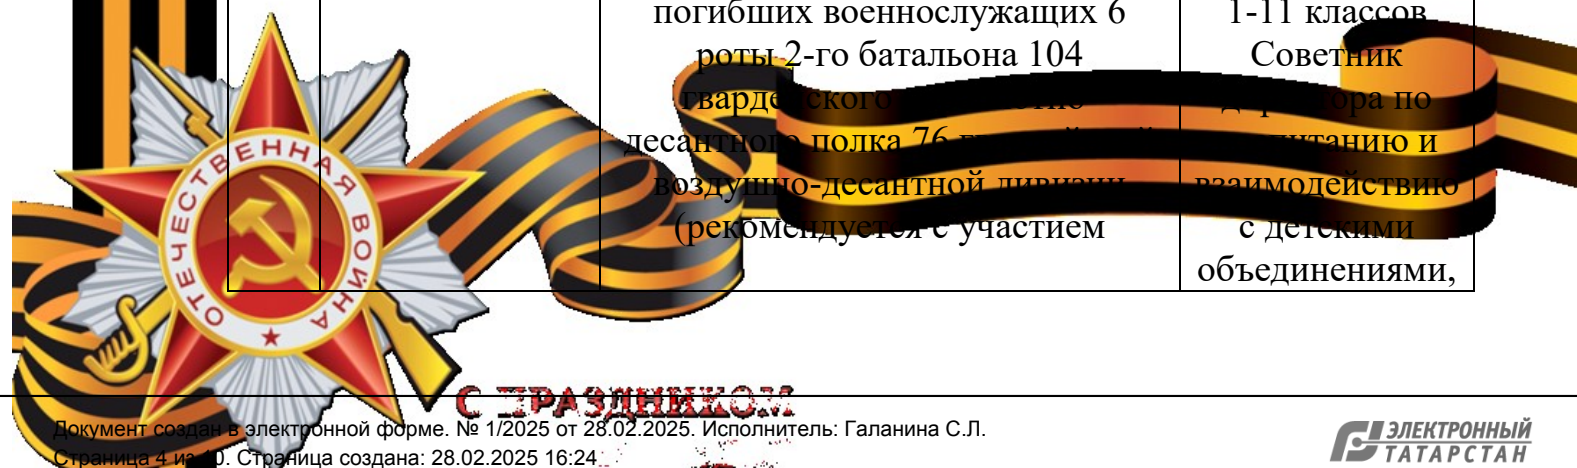 погибших военнослужащих 6
роты 2-го батальона 104
десантного полка 76
воздушно-десантной дивизии
(рекомендуется с участием
1-11 классов
Советник
по
и
взаимодействию
с детскими
объединениями,
ОТЕЧЕСТВЕННАЯ ВОЙНА
С ПРАЗДНИКОМ
Документ создан в электронной форме. № 1/2025 от 28.02.2025. Исполнитель: Галанина С.Л.
Страница 4 из 10. Страница создана: 28.02.2025 16:24
ЭЛЕКТРОННЫЙ
ТАТАРСТАН